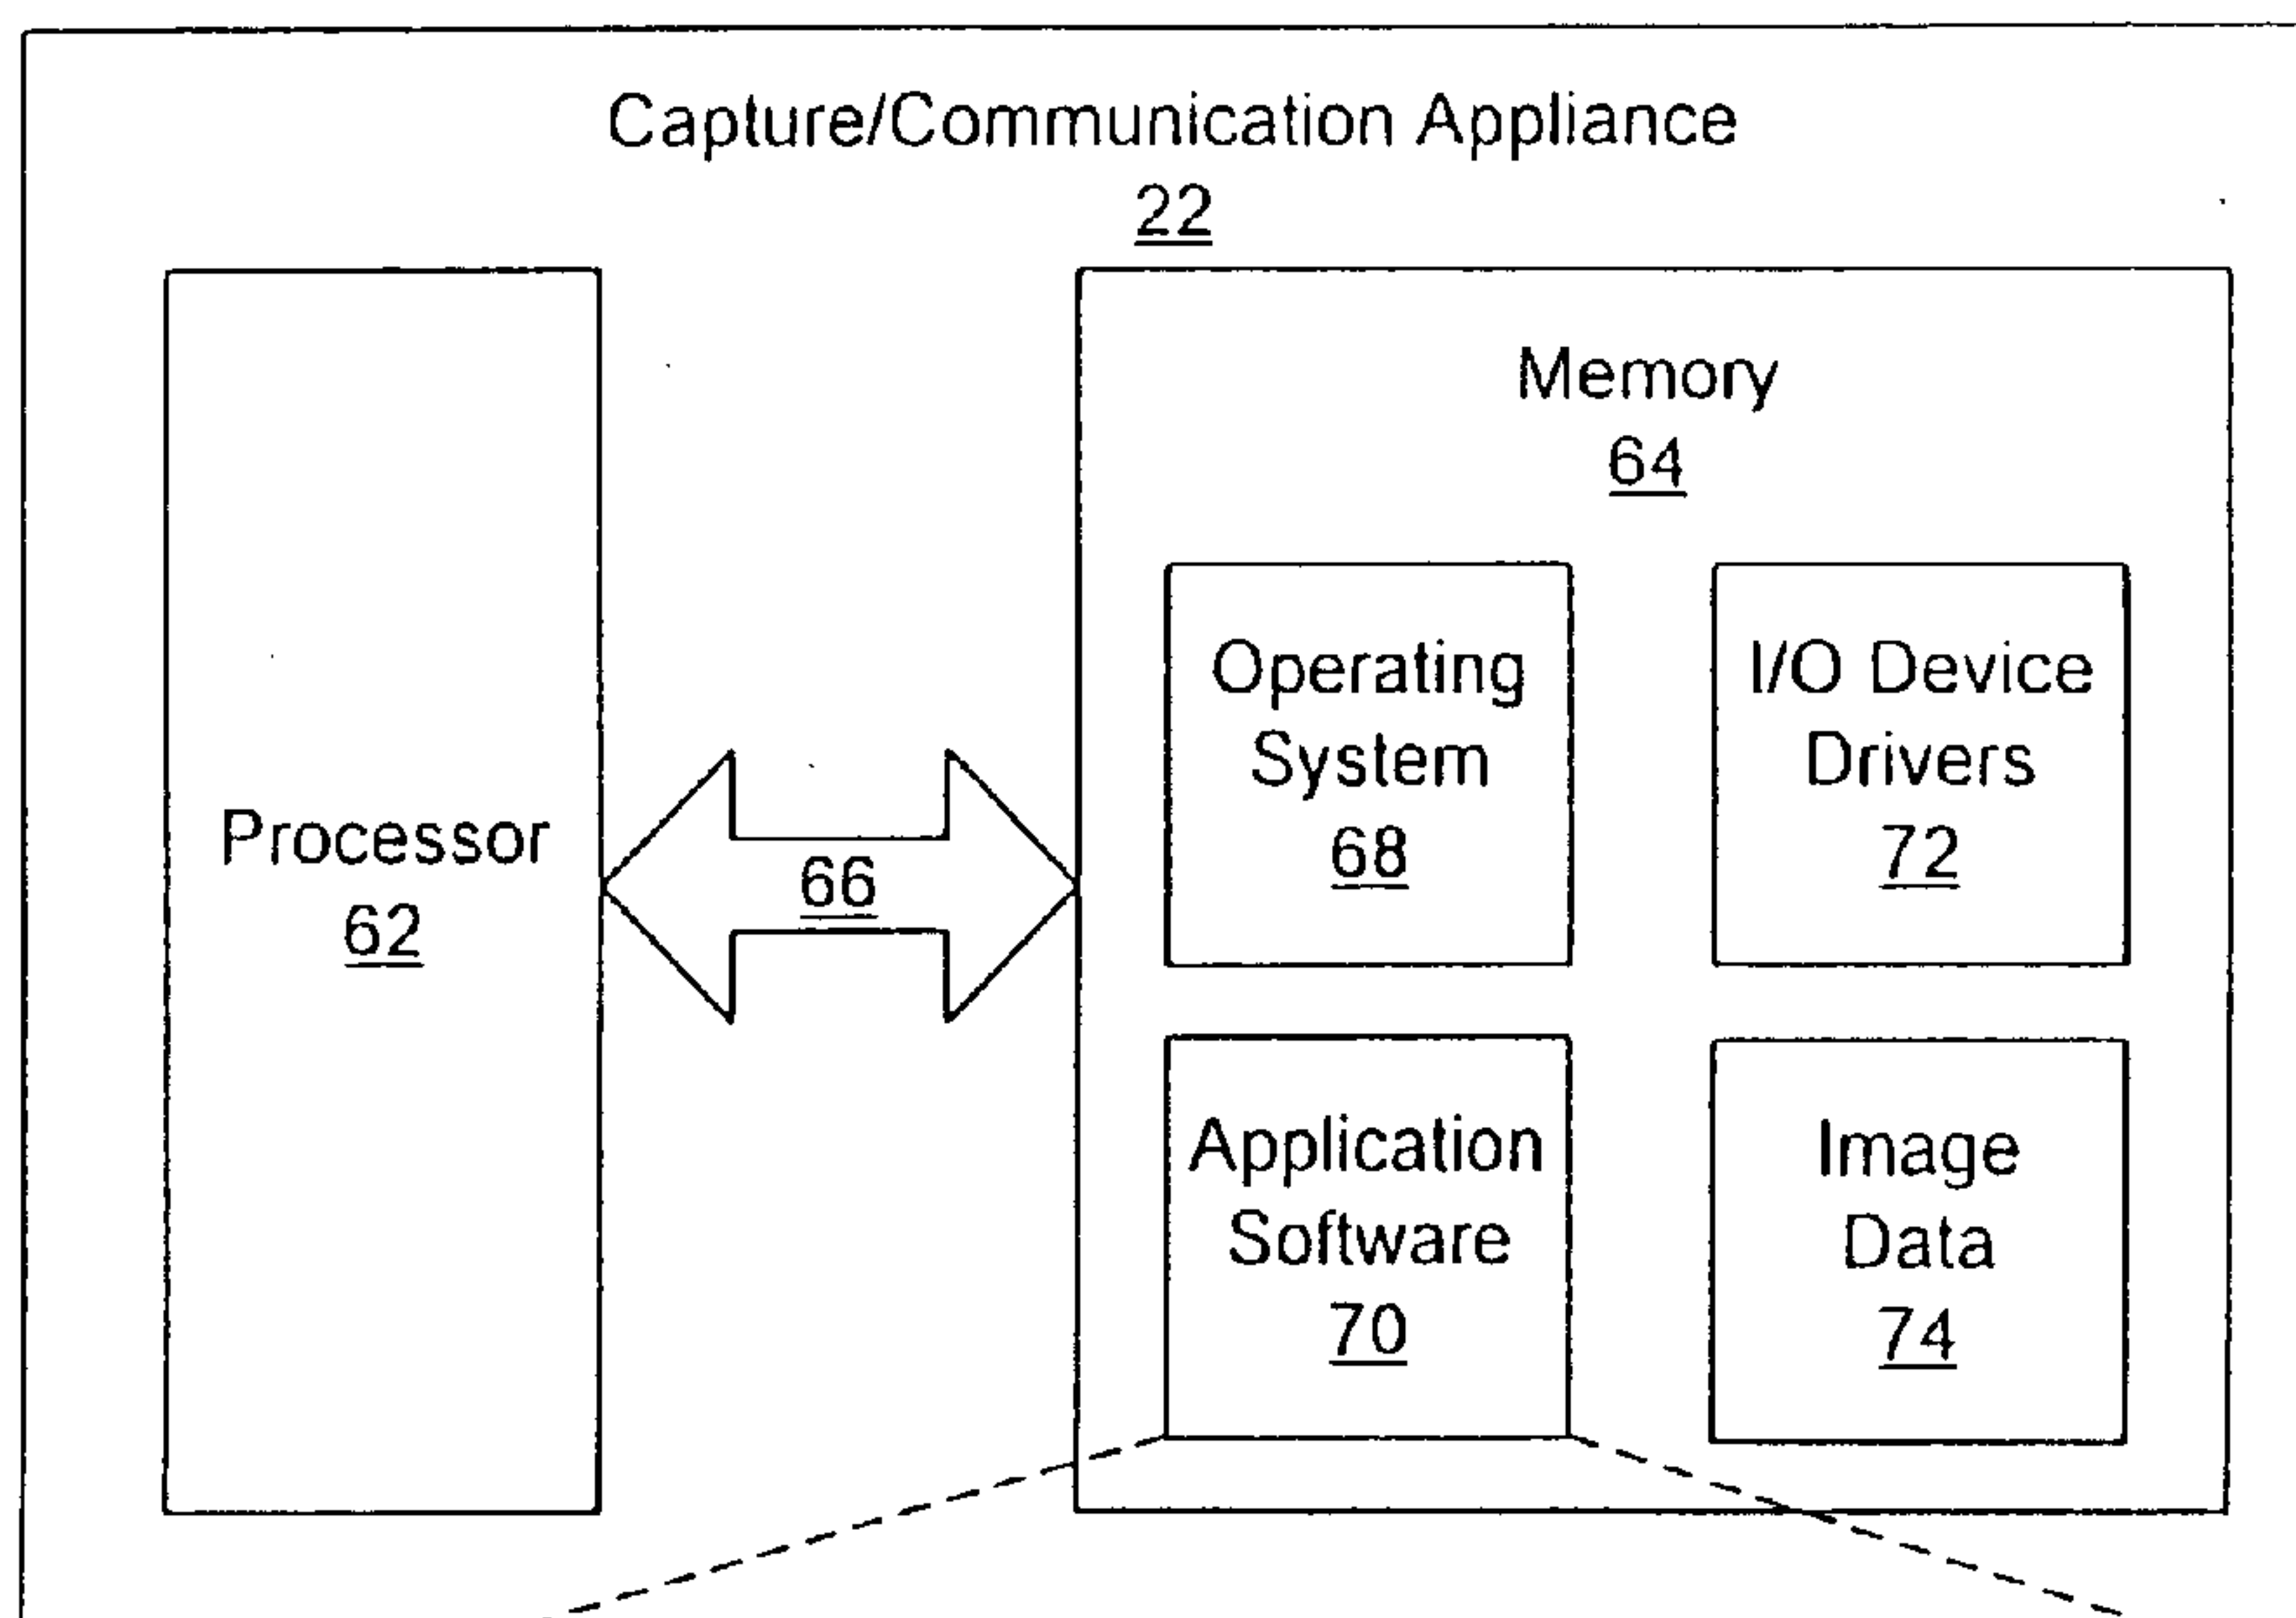 Capture/Communication Appliance
22
Processor
62
66
Memory
64
Operating
System
68
I/O Device
Drivers
72
Application
Software
70
Image
Data
74